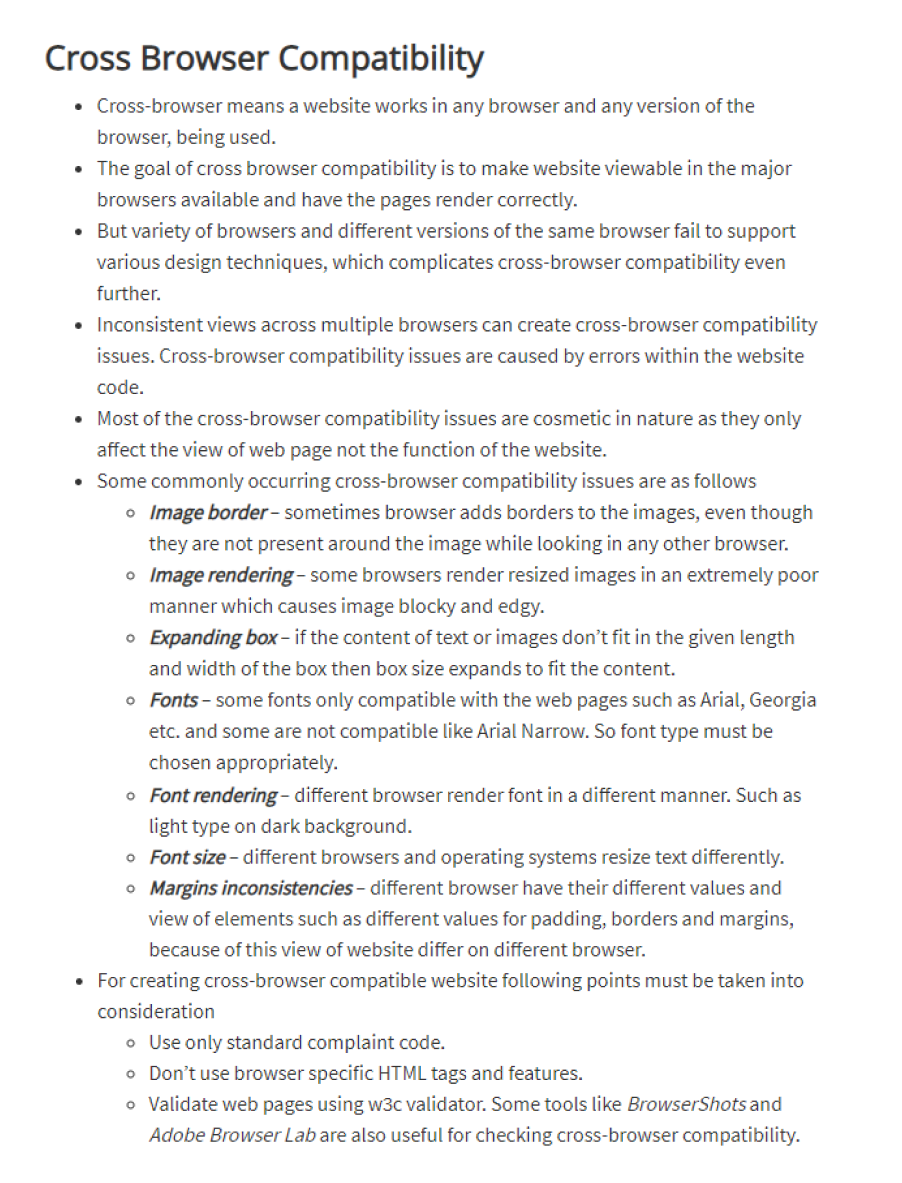 Cross Browser Compatibility
• Cross-browser means a website works in any browser and any version of the
browser, being used.
• The goal of cross browser compatibility is to make website viewable in the major
browsers available and have the pages render correctly.
• But variety of browsers and different versions of the same browser fail to support
various design techniques, which complicates cross-browser compatibility even
further.
• Inconsistent views across multiple browsers can create cross-browser compatibility
issues. Cross-browser compatibility issues are caused by errors within the website
code.
• Most of the cross-browser compatibility issues are cosmetic in nature as they only
affect the view of web page not the function of the website.
• Some commonly occurring cross-browser compatibility issues are as follows
◦ Image border – sometimes browser adds borders to the images, even though
they are not present around the image while looking in any other browser.
◦ Image rendering – some browsers render resized images in an extremely poor
manner which causes image blocky and edgy.
◦ Expanding box – if the content of text or images don’t fit in the given length
and width of the box then box size expands to fit the content.
◦ Fonts – some fonts only compatible with the web pages such as Arial, Georgia
etc. and some are not compatible like Arial Narrow. So font type must be
chosen appropriately.
◦ Font rendering – different browser render font in a different manner. Such as
light type on dark background.
◦ Font size – different browsers and operating systems resize text differently.
◦ Margins inconsistencies – different browser have their different values and
view of elements such as different values for padding, borders and margins,
because of this view of website differ on different browser.
• For creating cross-browser compatible website following points must be taken into
consideration
◦ Use only standard complaint code.
◦ Don’t use browser specific HTML tags and features.
◦ Validate web pages using w3c validator. Some tools like BrowserShots and
Adobe Browser Lab are also useful for checking cross-browser compatibility.